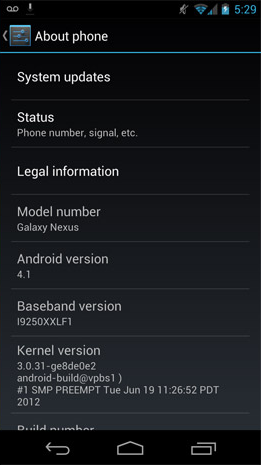 5:29
About phone
System updates
Status
Phone number, signal, etc.
Legal information
Model number
Galaxy Nexus
Android version
4.1
Baseband version
I9250XXLF1
Kernel version
3.0.31-ge8de0e2
android-build@vpbs1 )
#1 SMP PREEMPT Tue Jun 19 11:26:52 PDT
2012
Build number